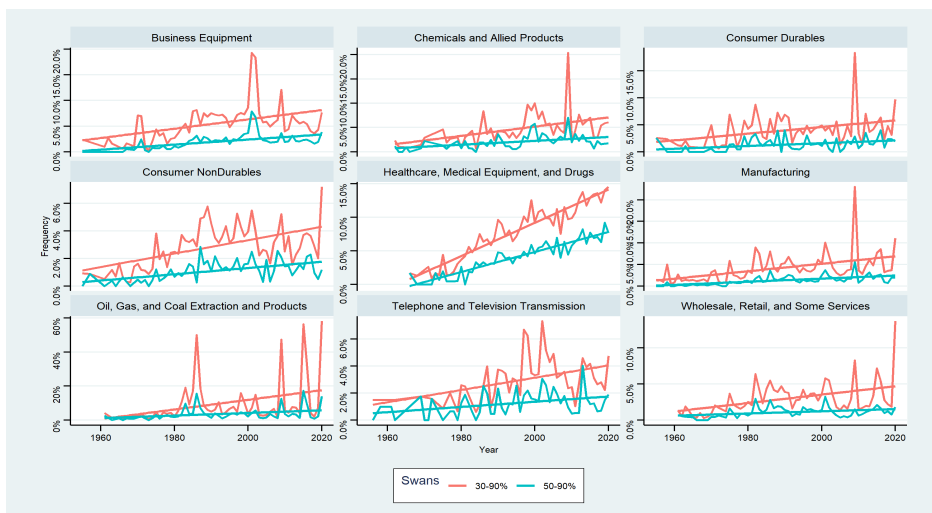 Business Equipment
Chemicals and Allied Products
Consumer Durables
0.0% 5.0% 10.0% 15.0% 20.0%
0.0% 5.0% 10.0% 15.0% 20.0%
0.0% 5.0% 10.0% 15.0% 20.0%
Consumer NonDurables
Healthcare, Medical Equipment, and Drugs
Manufacturing
Frequency
0.0% 2.0% 4.0% 6.0%
0.0% 5.0% 10.0% 15.0%
0.0% 5.0% 10.0% 15.0% 20.0%
Oil, Gas, and Coal Extraction and Products
Telephone and Television Transmission
Wholesale, Retail, and Some Services
0% 20% 40% 60%
0.0% 2.0% 4.0% 6.0%
0.0% 5.0% 10.0%
1960 1980 2000 2020
1960 1980 2000 2020
1960 1980 2000 2020
Year
Swans 30-90% 50-90%